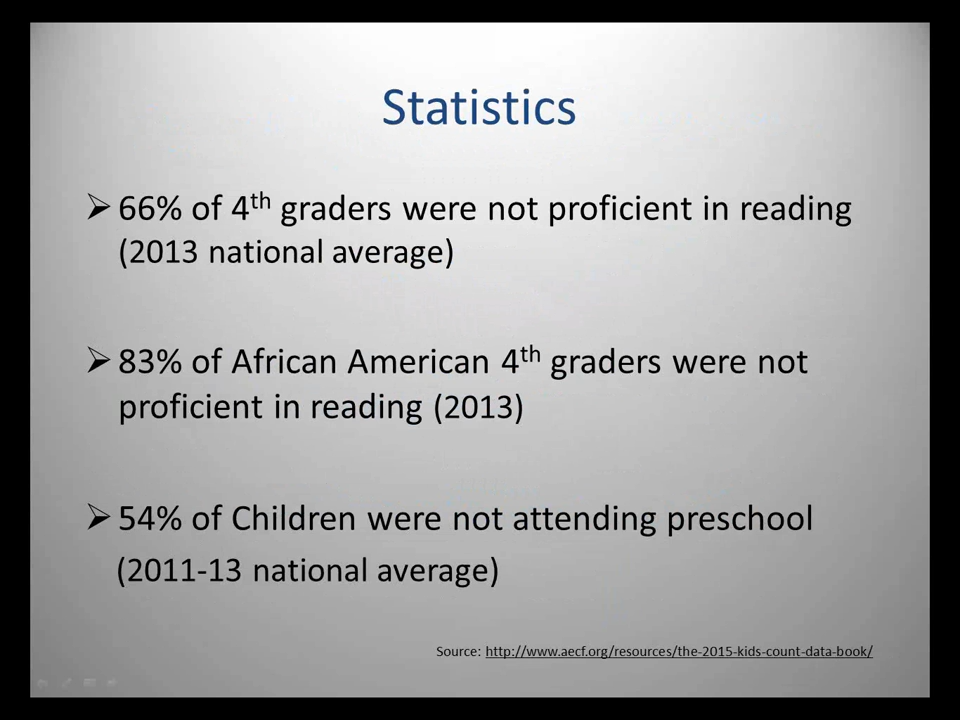 Statistics
➢ 66% of 4th graders were not proficient in reading
(2013 national average)
➢ 83% of African American 4th graders were not
proficient in reading (2013)
➢ 54% of Children were not attending preschool
(2011-13 national average)
Source: http://www.aecf.org/resources/the-2015-kids-count-data-book/